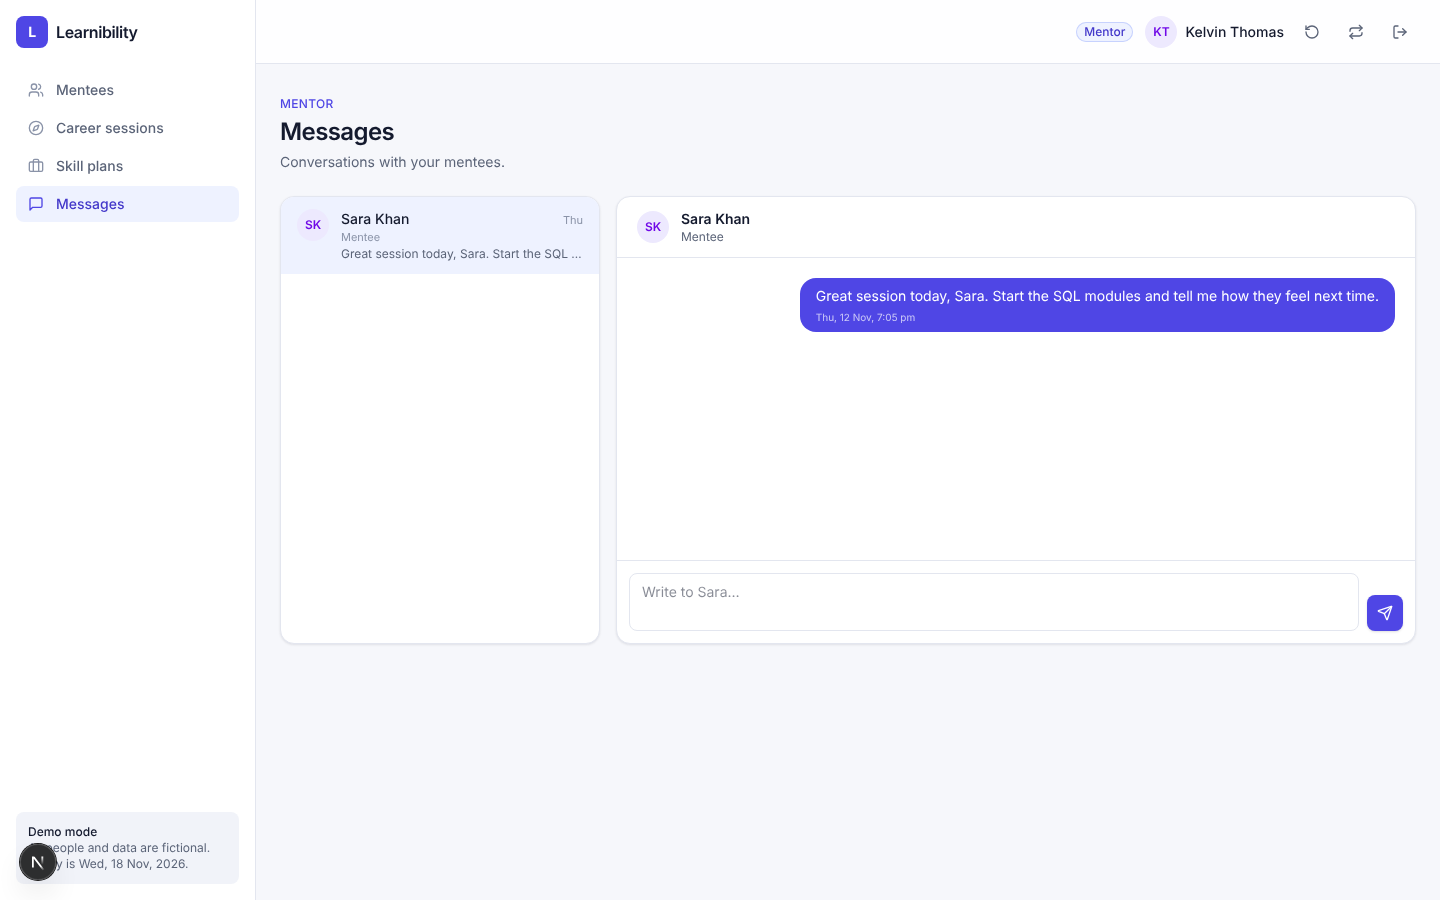 L Learnibility
Mentor KT Kelvin Thomas
Mentees
Career sessions
Skill plans
Messages
MENTOR
Messages
Conversations with your mentees.
SK Sara Khan Thu
Mentee
Great session today, Sara. Start the SQL ...
SK Sara Khan
Mentee
Great session today, Sara. Start the SQL modules and tell me how they feel next time.
Thu, 12 Nov, 7:05 pm
Write to Sara...
Demo mode
people and data are fictional.
N y is Wed, 18 Nov, 2026.